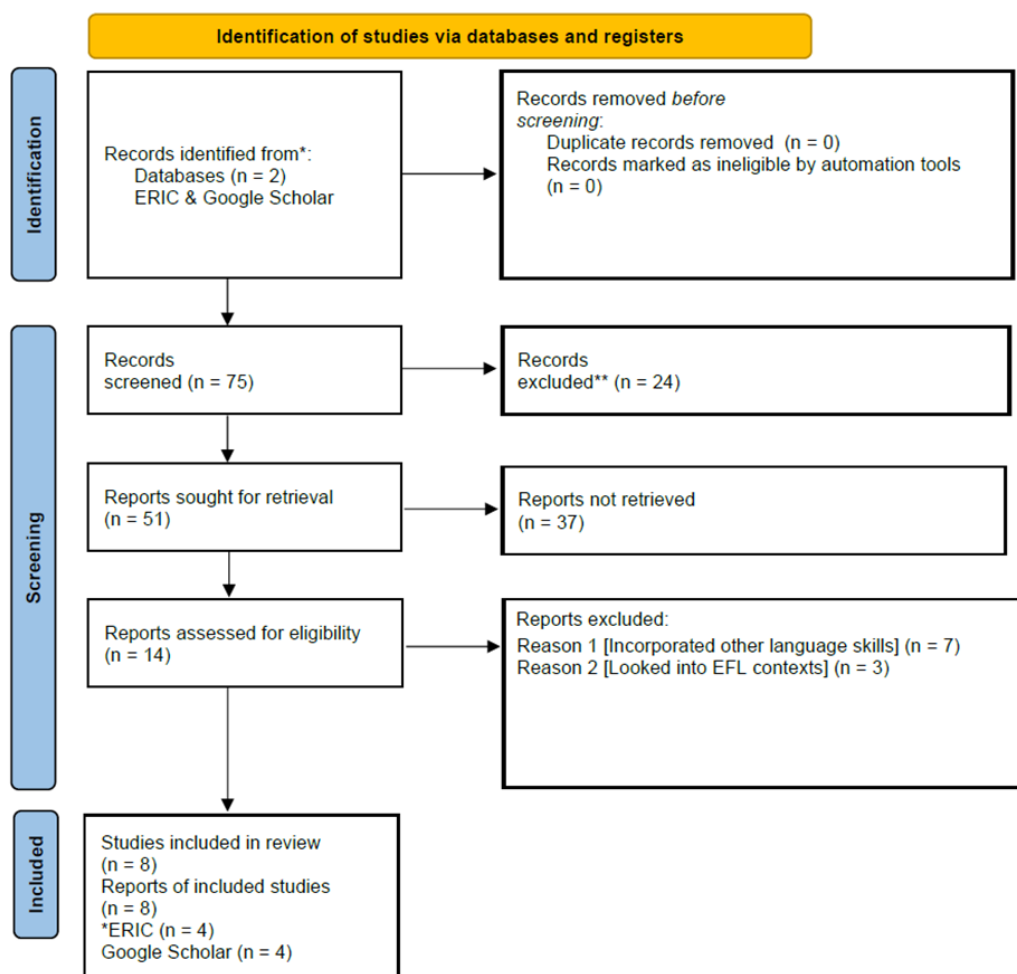 Identification of studies via databases and registers
Identification
Records identified from*:
Databases (n = 2)
ERIC & Google Scholar
Records removed before
screening:
Duplicate records removed (n = 0)
Records marked as ineligible by automation tools
(n = 0)
Screening
Records
screened (n = 75)
Records
excluded** (n = 24)
Reports sought for retrieval
(n = 51)
Reports not retrieved
(n = 37)
Reports assessed for eligibility
(n = 14)
Reports excluded:
Reason 1 [Incorporated other language skills] (n = 7)
Reason 2 [Looked into EFL contexts] (n = 3)
Included
Studies included in review
(n = 8)
Reports of included studies
(n = 8)
*ERIC (n = 4)
Google Scholar (n = 4)